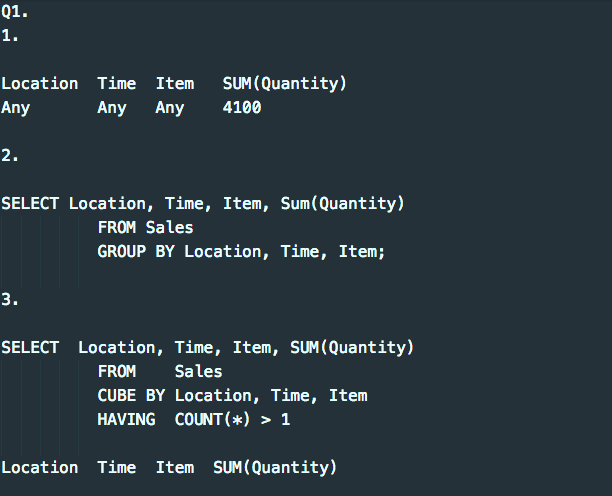 Q1.
1.
Location  Time  Item   SUM(Quantity)
Any       Any   Any    4100
2.
SELECT Location, Time, Item, Sum(Quantity)
          FROM Sales
          GROUP BY Location, Time, Item;
3.
SELECT  Location, Time, Item, SUM(Quantity)
          FROM    Sales
          CUBE BY Location, Time, Item
          HAVING  COUNT(*) > 1
Location  Time  Item  SUM(Quantity)